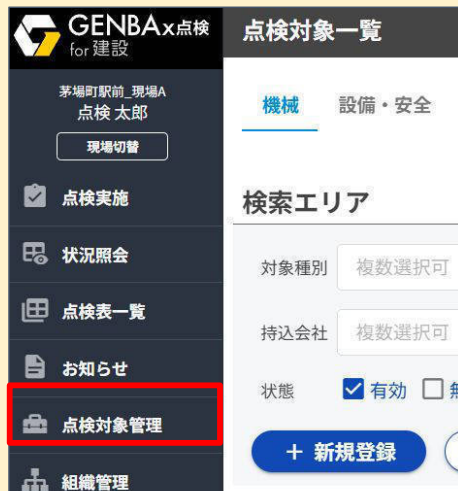 GENBAx点検
for 建設
茅場町駅前_現場A
点検 太郎
現場切替
点検実施
状況照会
点検表一覧
お知らせ
点検対象管理
組織管理
点検対象一覧
機械 設備・安全
検索エリア
対象種別 複数選択可
持込会社 複数選択可
状態 有効
+ 新規登録